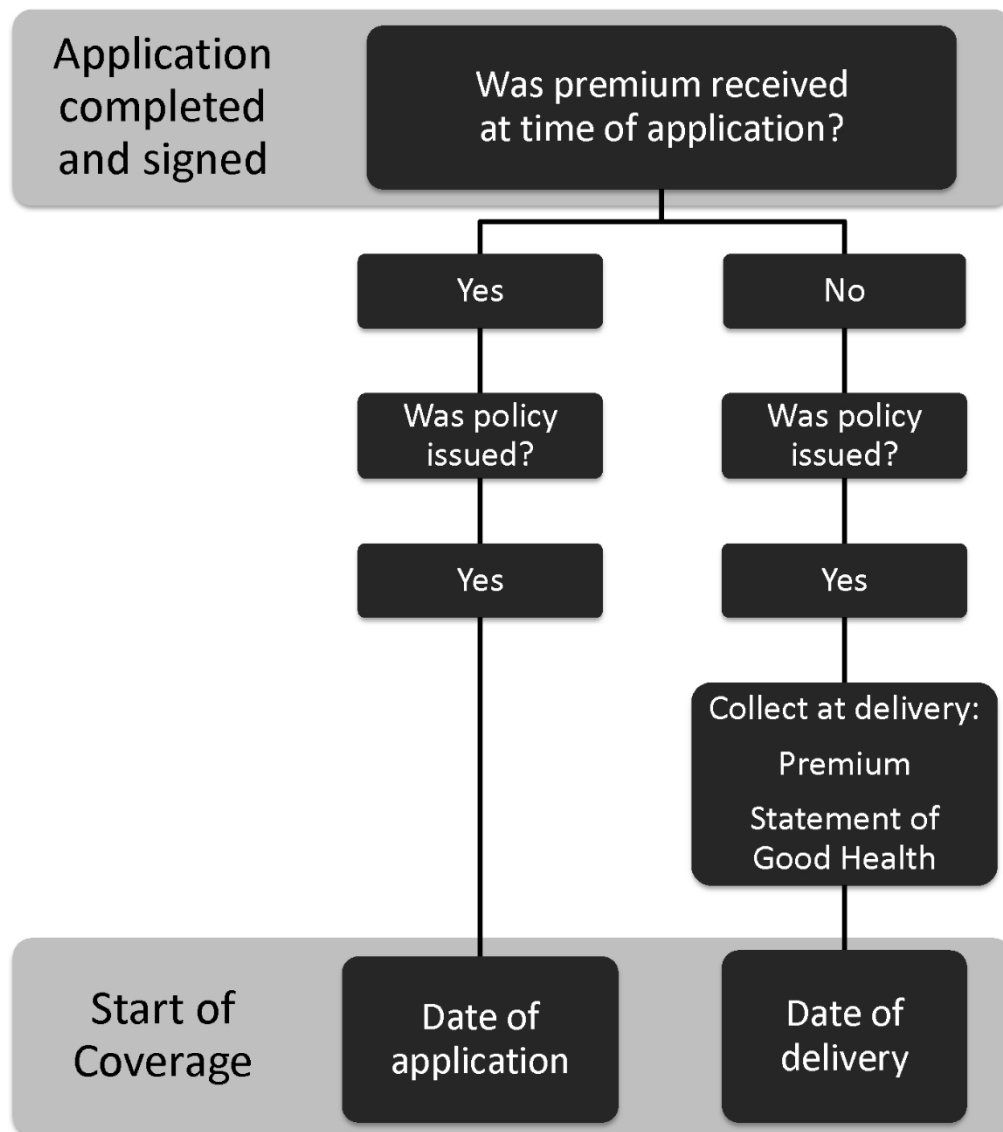 Application
completed
and signed
Was premium received
at time of application?
Yes
No
Was policy
issued?
Was policy
issued?
Yes
Yes
Collect at delivery:
Premium
Statement of
Good Health
Start of
Coverage
Date of
application
Date of
delivery